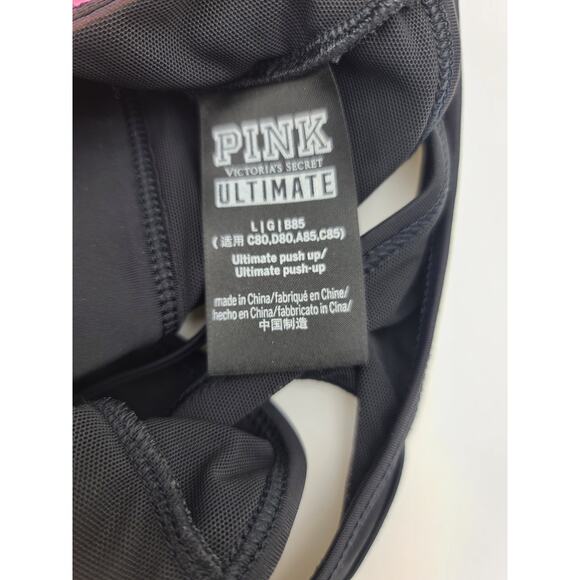 PINK
VICTORIA'S SECRET
ULTIMATE
L|G|B85
(适用 C80,D80,A85,C85)
Ultimate push up/
Ultimate push-up
made in China/fabriqué en Chine/
hecho en China/fabbricato in Cina/
中国制造